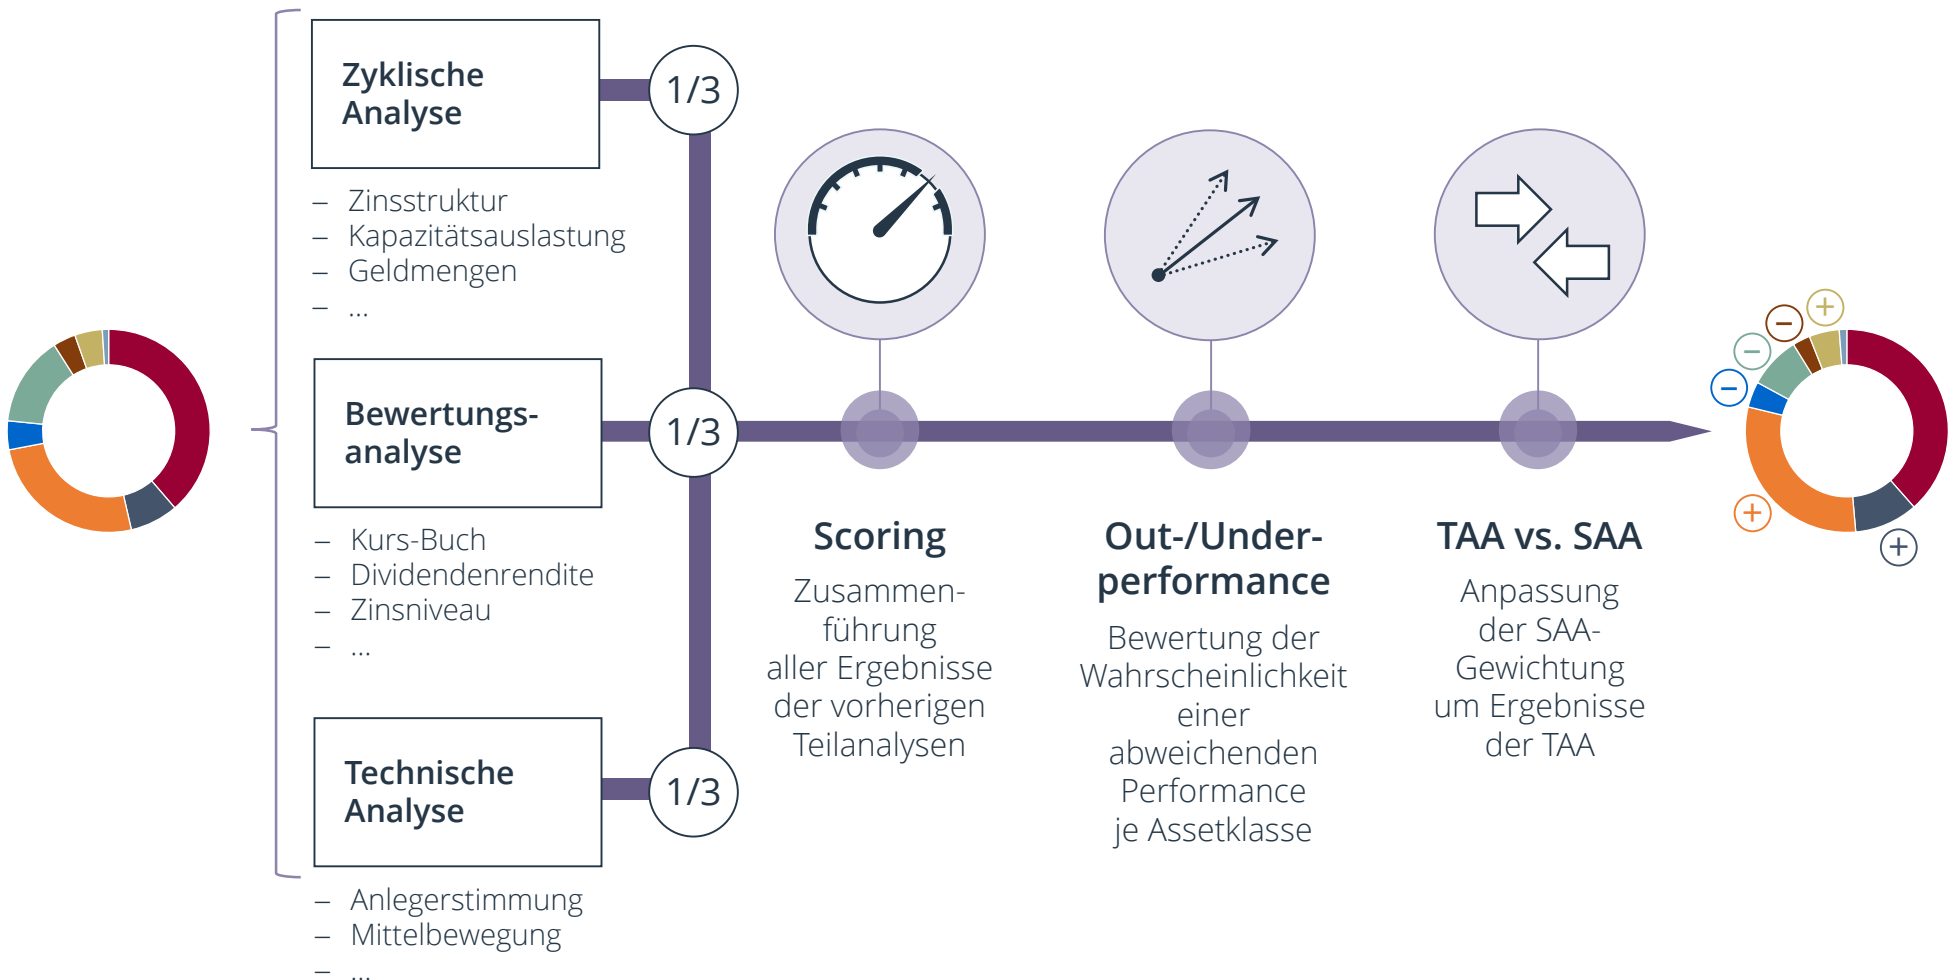 Zyklische
Analyse
1/3
– Zinsstruktur
– Kapazitätsauslastung
– Geldmengen
– ...
Bewertungs-
analyse
1/3
– Kurs-Buch
– Dividendenrendite
– Zinsniveau
– ...
Technische
Analyse
1/3
– Anlegerstimmung
– Mittelbewegung
– ...
Scoring
Zusammen-
führung
aller Ergebnisse
der vorherigen
Teilanalysen
Out-/Under-
performance
Bewertung der
Wahrscheinlichkeit
einer
abweichenden
Performance
je Assetklasse
TAA vs. SAA
Anpassung
der SAA-
Gewichtung
um Ergebnisse
der TAA